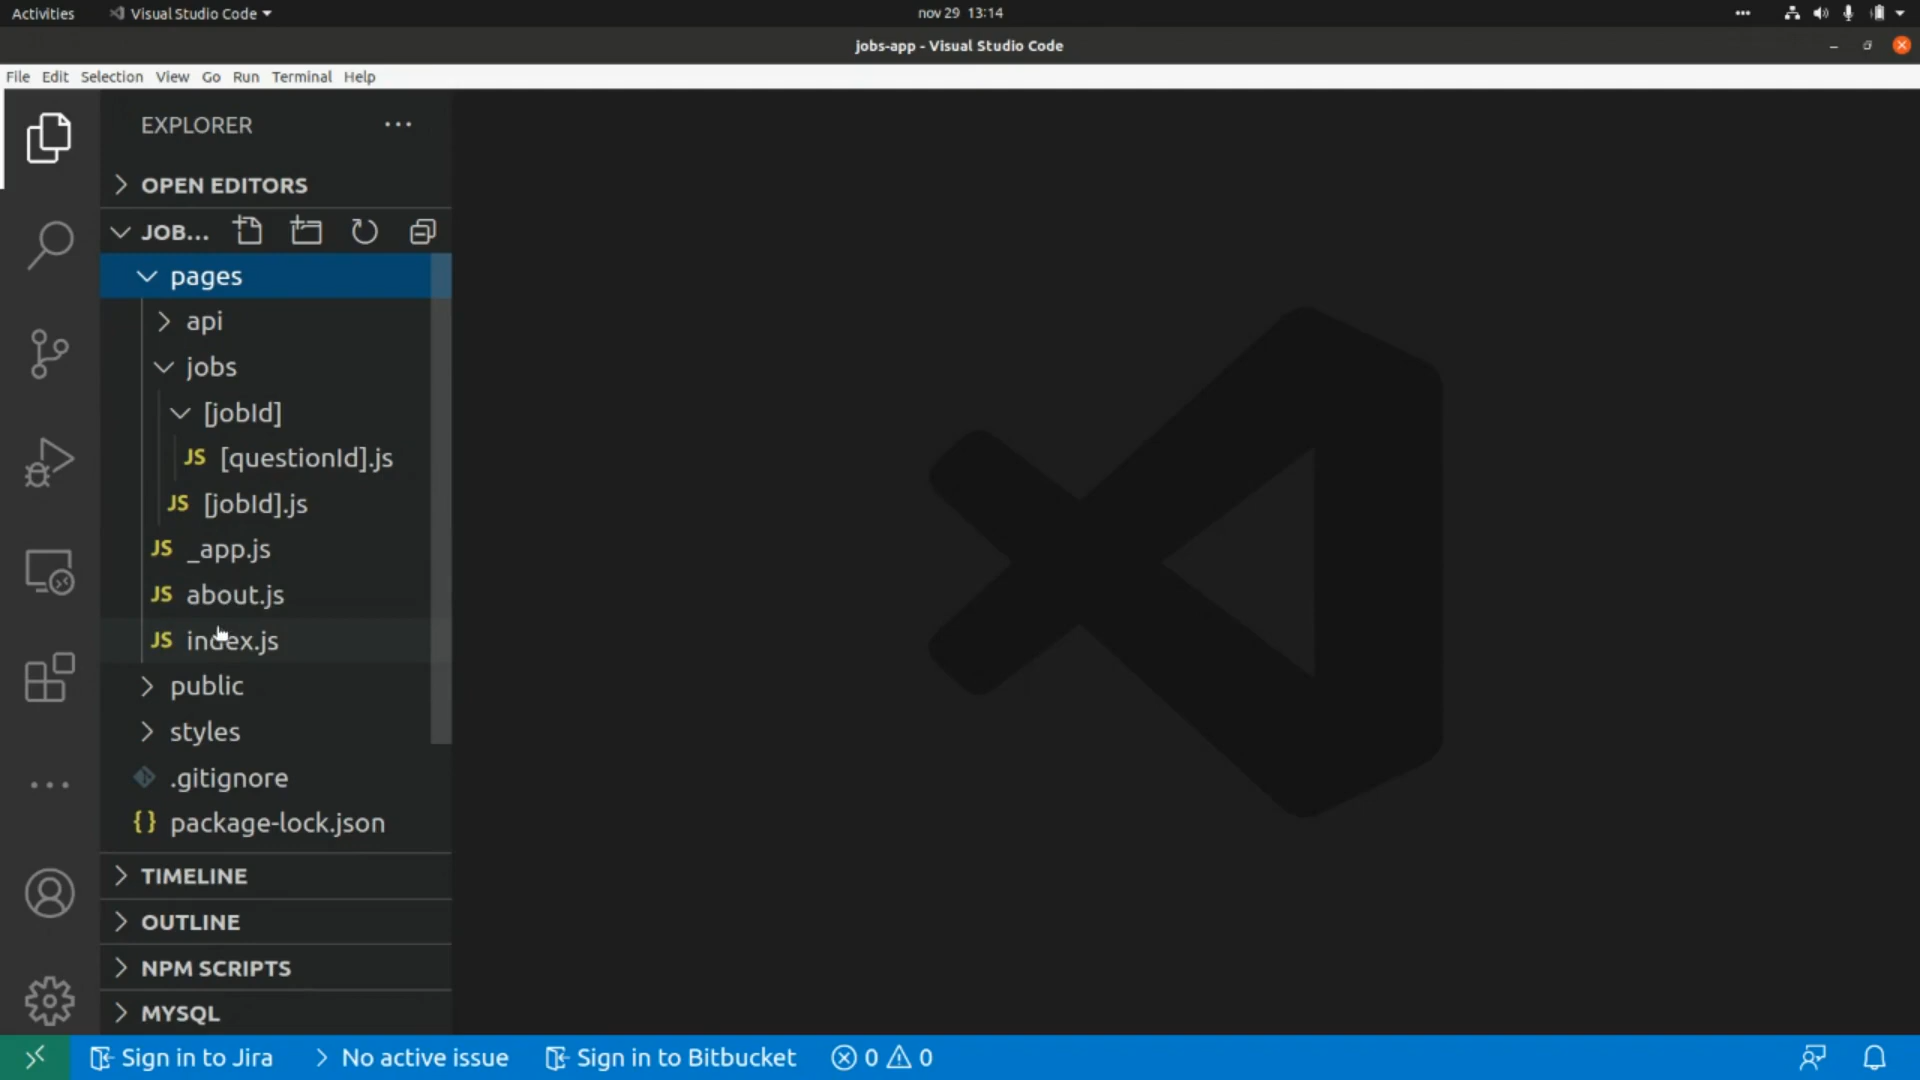 Activities
Visual Studio Code
nov 29 13:14
jobs-app - Visual Studio Code
File Edit Selection View Go Run Terminal Help
EXPLORER
OPEN EDITORS
JOB...
pages
api
jobs
[jobId]
JS [questionId].js
JS [jobId].js
JS _app.js
JS about.js
JS index.js
public
styles
.gitignore
{} package-lock.json
TIMELINE
OUTLINE
NPM SCRIPTS
MYSQL
Sign in to Jira
No active issue
Sign in to Bitbucket
0
0